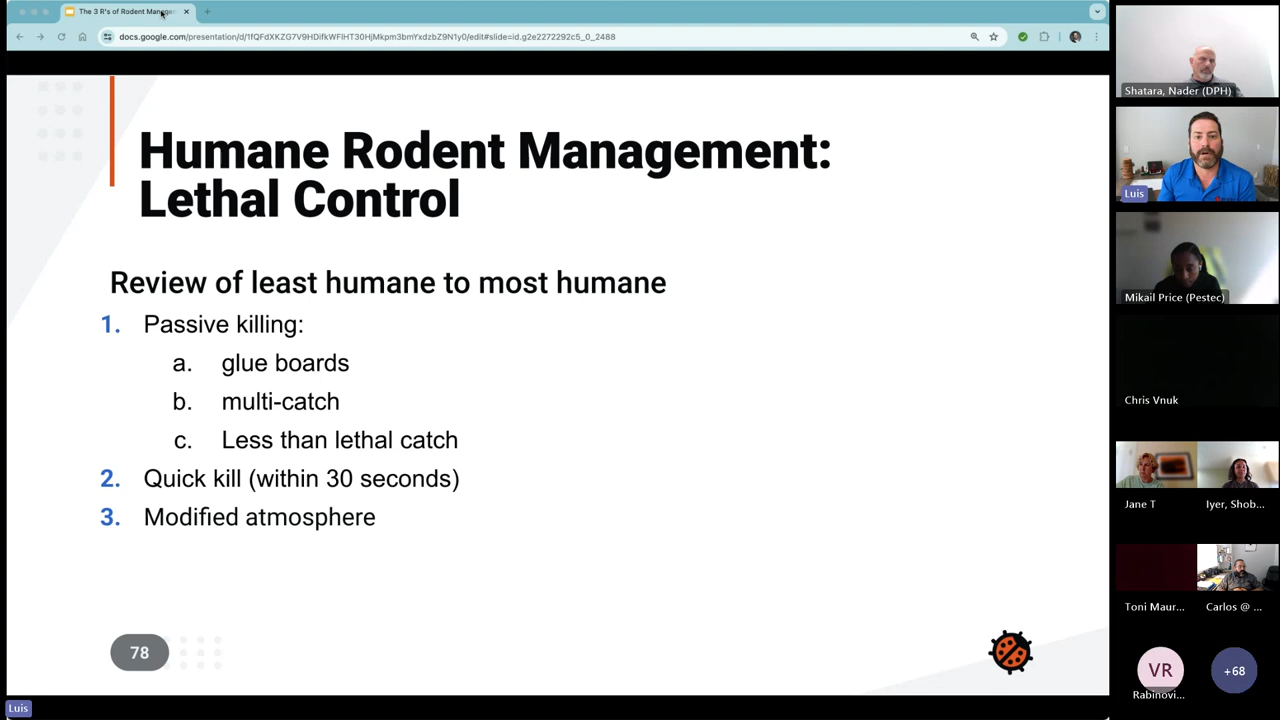 The 3 R's of Rodent Manage
docs.google.com/presentation/d/1fQFdXKZG7V9HDifkWFIHT30HjMkpm3bmYxdzbZ9N1y0/edit#slide=id.g2e2272292c5_0_2488
Humane Rodent Management:
Lethal Control
Review of least humane to most humane
1. Passive killing:
a. glue boards
b. multi-catch
c. Less than lethal catch
2. Quick kill (within 30 seconds)
3. Modified atmosphere
78
Luis
Shatara, Nader (DPH)
Luis
Mikail Price (Pestec)
Chris Vnuk
Jane T
Iyer, Shob...
Toni Maur...
Carlos @ ...
VR
Rabinovi...
+68